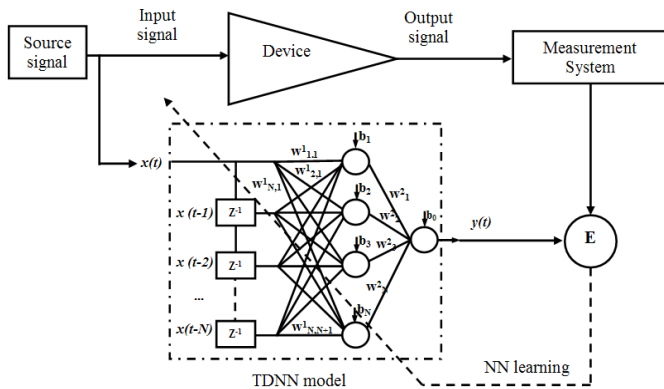 Source
signal
Input
signal
Device
Output
signal
Measurement
System
x(t)
x (t-1)
x (t-2)
...
x(t-N)
Z⁻¹
Z⁻¹
Z⁻¹
w¹1,1
w¹2,1
w¹N,1
w¹N,N+1
b1
b2
b3
bN
w²1
w²2
w²3
w²N
b0
y(t)
E
NN learning
TDNN model